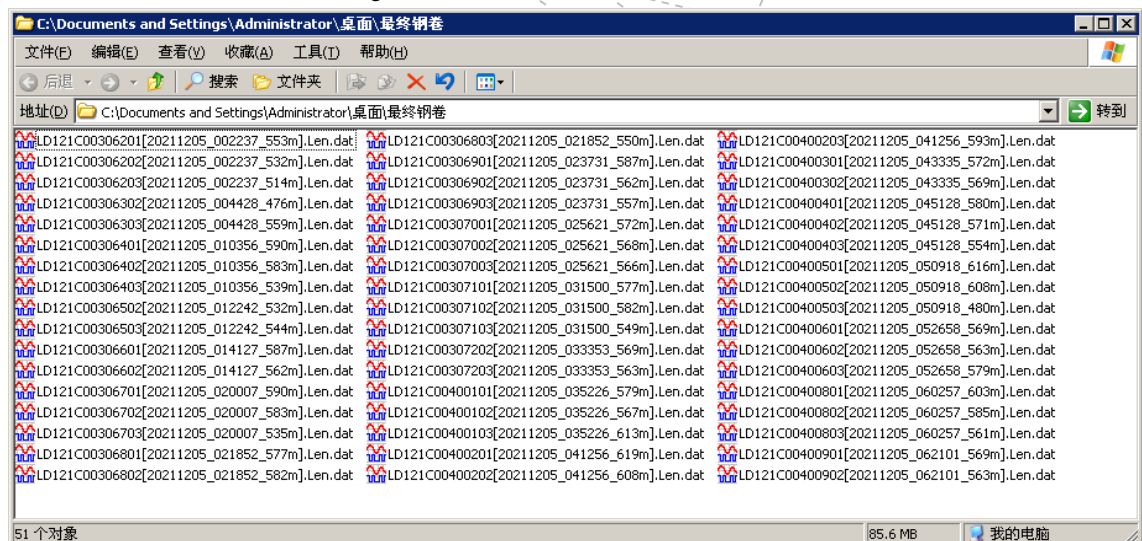 C:\Documents and Settings\Administrator\桌面\最终钢卷
文件(F) 编辑(E) 查看(V) 收藏(A) 工具(T) 帮助(H)
后退 搜索 文件夹
地址(D) C:\Documents and Settings\Administrator\桌面\最终钢卷 转到
LD121C00306201[20211205_002237_553m].Len.dat LD121C00306803[20211205_021852_550m].Len.dat LD121C00400203[20211205_041256_593m].Len.dat
LD121C00306202[20211205_002237_532m].Len.dat LD121C00306901[20211205_023731_587m].Len.dat LD121C00400301[20211205_043335_572m].Len.dat
LD121C00306203[20211205_002237_514m].Len.dat LD121C00306902[20211205_023731_562m].Len.dat LD121C00400302[20211205_043335_569m].Len.dat
LD121C00306302[20211205_004428_476m].Len.dat LD121C00306903[20211205_023731_557m].Len.dat LD121C00400401[20211205_045128_580m].Len.dat
LD121C00306303[20211205_004428_559m].Len.dat LD121C00307001[20211205_025621_572m].Len.dat LD121C00400402[20211205_045128_571m].Len.dat
LD121C00306401[20211205_010356_590m].Len.dat LD121C00307002[20211205_025621_568m].Len.dat LD121C00400403[20211205_045128_554m].Len.dat
LD121C00306402[20211205_010356_583m].Len.dat LD121C00307003[20211205_025621_566m].Len.dat LD121C00400501[20211205_050918_616m].Len.dat
LD121C00306403[20211205_010356_539m].Len.dat LD121C00307101[20211205_031500_577m].Len.dat LD121C00400502[20211205_050918_608m].Len.dat
LD121C00306502[20211205_012242_532m].Len.dat LD121C00307102[20211205_031500_582m].Len.dat LD121C00400503[20211205_050918_480m].Len.dat
LD121C00306503[20211205_012242_544m].Len.dat LD121C00307103[20211205_031500_549m].Len.dat LD121C00400601[20211205_052658_569m].Len.dat
LD121C00306601[20211205_014127_587m].Len.dat LD121C00307202[20211205_033353_569m].Len.dat LD121C00400602[20211205_052658_563m].Len.dat
LD121C00306602[20211205_014127_562m].Len.dat LD121C00307203[20211205_033353_563m].Len.dat LD121C00400603[20211205_052658_579m].Len.dat
LD121C00306701[20211205_020007_590m].Len.dat LD121C00400101[20211205_035226_579m].Len.dat LD121C00400801[20211205_060257_603m].Len.dat
LD121C00306702[20211205_020007_583m].Len.dat LD121C00400102[20211205_035226_567m].Len.dat LD121C00400802[20211205_060257_585m].Len.dat
LD121C00306703[20211205_020007_535m].Len.dat LD121C00400103[20211205_035226_613m].Len.dat LD121C00400803[20211205_060257_561m].Len.dat
LD121C00306801[20211205_021852_577m].Len.dat LD121C00400201[20211205_041256_619m].Len.dat LD121C00400901[20211205_062101_569m].Len.dat
LD121C00306802[20211205_021852_582m].Len.dat LD121C00400202[20211205_041256_608m].Len.dat LD121C00400902[20211205_062101_563m].Len.dat
51 个对象 85.6 MB 我的电脑